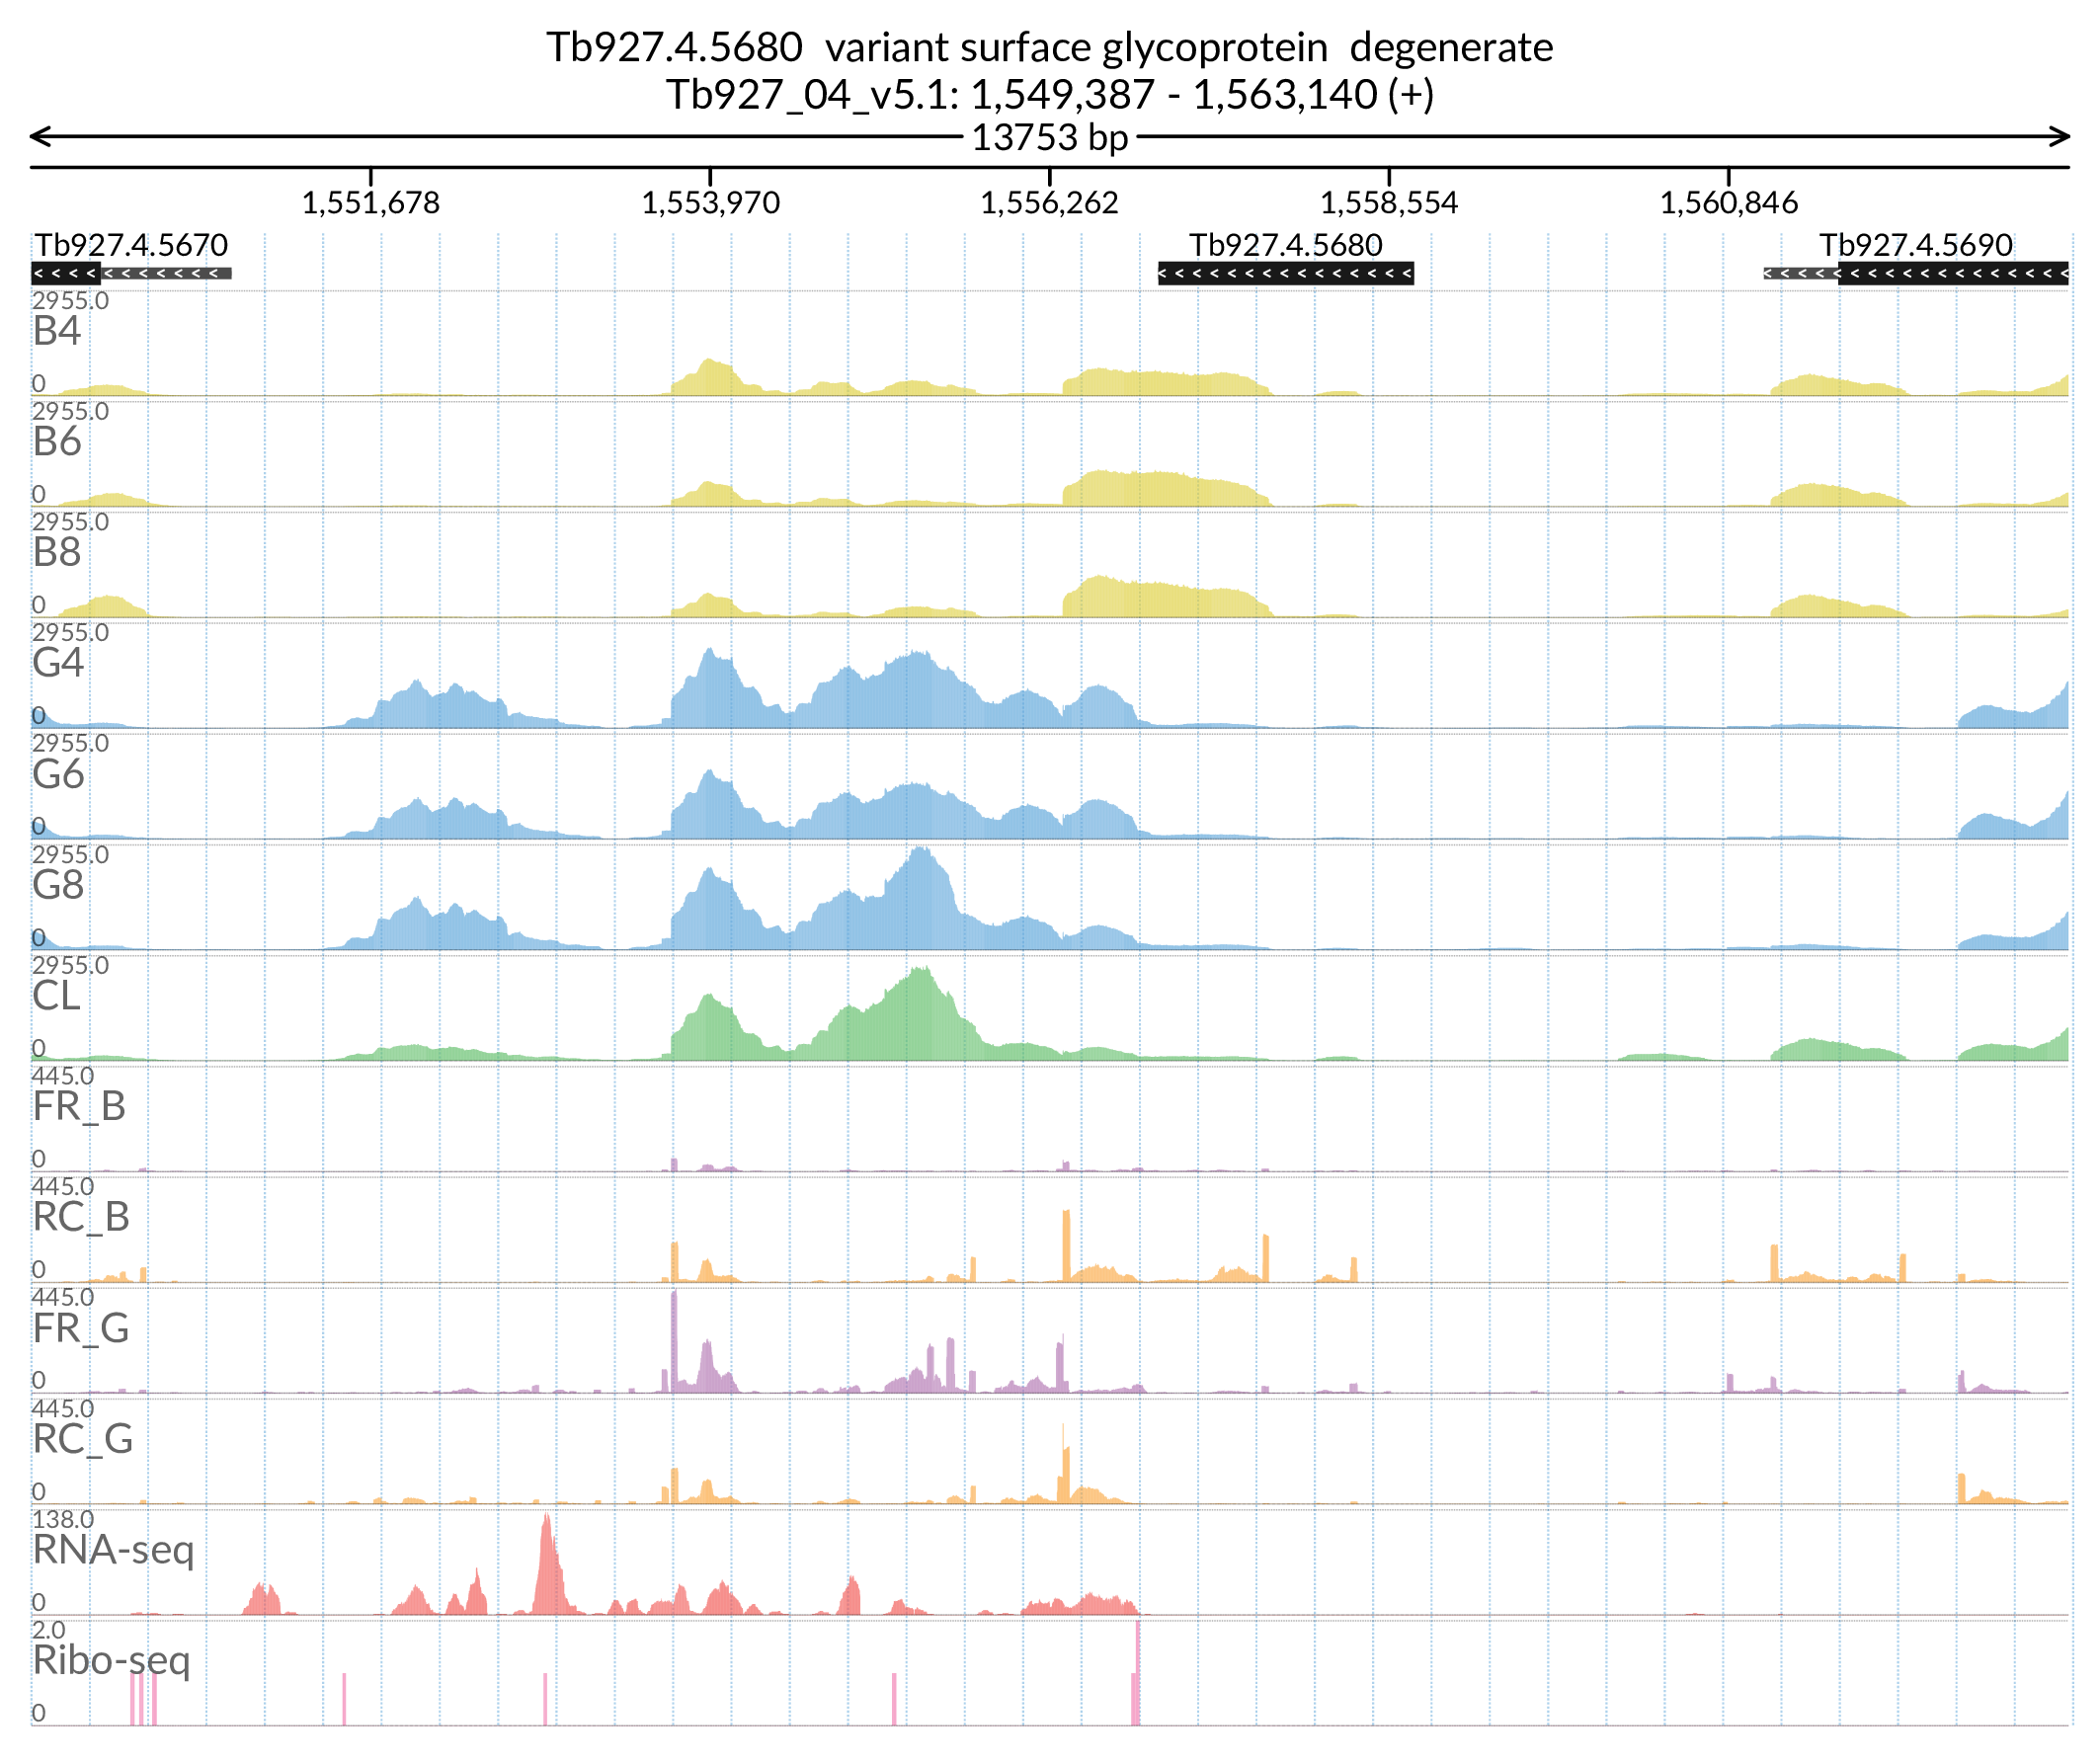 Tb927.4.5680 variant surface glycoprotein degenerate
Tb927_04_v5.1: 1,549,387 - 1,563,140 (+)
13753 bp
1,551,678 1,553,970 1,556,262 1,558,554 1,560,846
Tb927.4.5670 Tb927.4.5680 Tb927.4.5690
2955.0
B4
0
2955.0
B6
0
2955.0
B8
0
2955.0
G4
0
2955.0
G6
0
2955.0
G8
0
2955.0
CL
0
445.0
FR_B
0
445.0
RC_B
0
445.0
FR_G
0
445.0
RC_G
0
138.0
RNA-seq
0
2.0
Ribo-seq
0